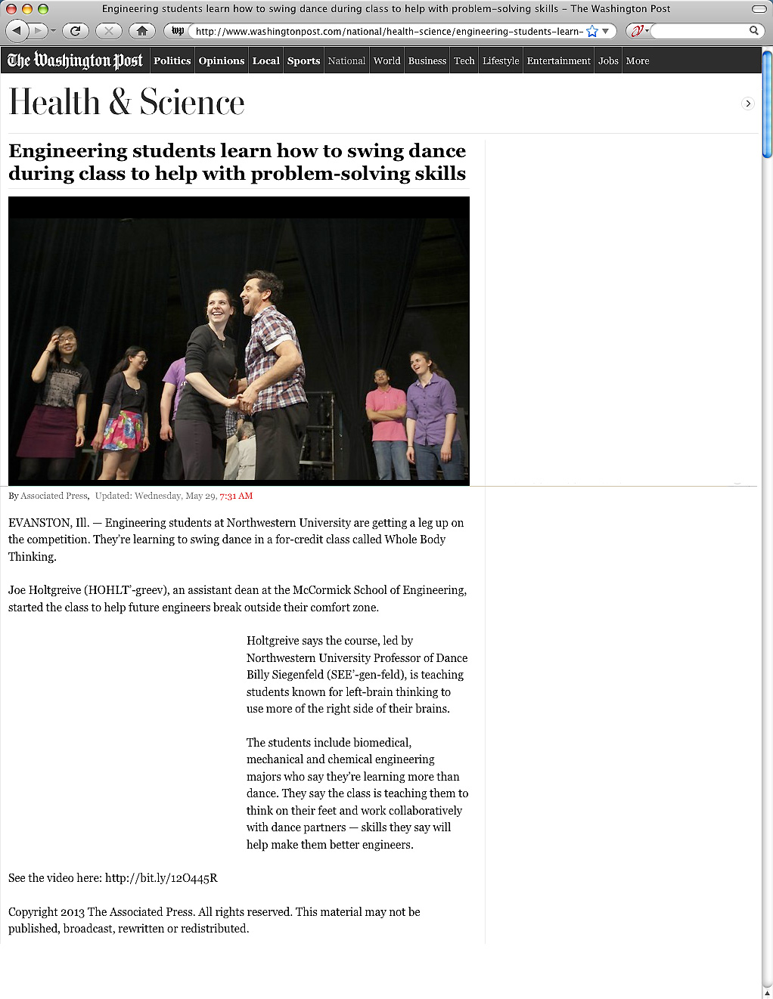 Engineering students learn how to swing dance during class to help with problem-solving skills - The Washington Post
wp http://www.washingtonpost.com/national/health-science/engineering-students-learn-
The Washington Post Politics Opinions Local Sports National World Business Tech Lifestyle Entertainment Jobs More
Health & Science
Engineering students learn how to swing dance
during class to help with problem-solving skills
DEACON
By Associated Press, Updated: Wednesday, May 29, 7:31 AM
EVANSTON, Ill. — Engineering students at Northwestern University are getting a leg up on
the competition. They’re learning to swing dance in a for-credit class called Whole Body
Thinking.
Joe Holtgreive (HOHLT’-greev), an assistant dean at the McCormick School of Engineering,
started the class to help future engineers break outside their comfort zone.
Holtgreive says the course, led by
Northwestern University Professor of Dance
Billy Siegenfeld (SEE’-gen-feld), is teaching
students known for left-brain thinking to
use more of the right side of their brains.
The students include biomedical,
mechanical and chemical engineering
majors who say they’re learning more than
dance. They say the class is teaching them to
think on their feet and work collaboratively
with dance partners — skills they say will
help make them better engineers.
See the video here: http://bit.ly/12O445R
Copyright 2013 The Associated Press. All rights reserved. This material may not be
published, broadcast, rewritten or redistributed.